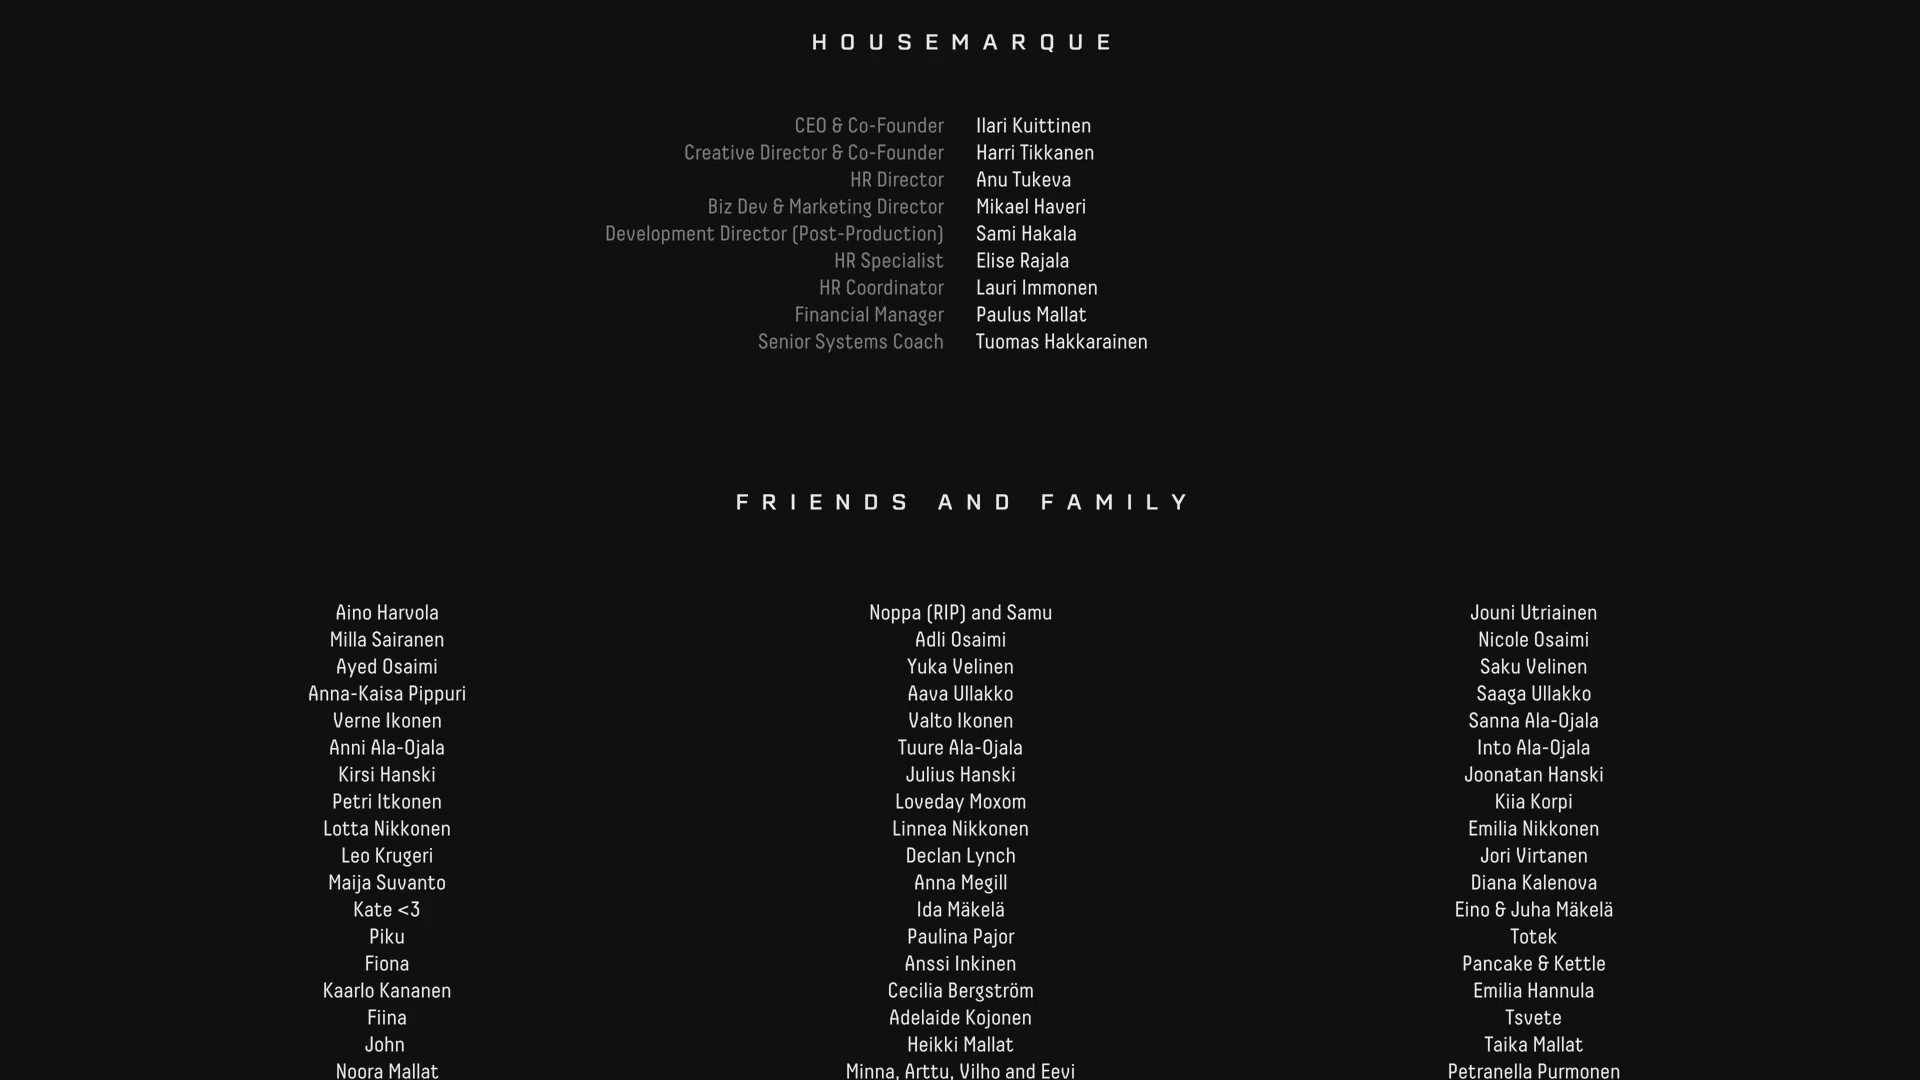 HOUSEMARQUE
CEO & Co-Founder Ilari Kuittinen
Creative Director & Co-Founder Harri Tikkanen
HR Director Anu Tukeva
Biz Dev & Marketing Director Mikael Haveri
Development Director (Post-Production) Sami Hakala
HR Specialist Elise Rajala
HR Coordinator Lauri Immonen
Financial Manager Paulus Mallat
Senior Systems Coach Tuomas Hakkarainen
FRIENDS AND FAMILY
Aino Harvola Noppa (RIP) and Samu Jouni Utriainen
Milla Sairanen Adli Osaimi Nicole Osaimi
Ayed Osaimi Yuka Velinen Saku Velinen
Anna-Kaisa Pippuri Aava Ullakko Saaga Ullakko
Verne Ikonen Valto Ikonen Sanna Ala-Ojala
Anni Ala-Ojala Tuure Ala-Ojala Into Ala-Ojala
Kirsi Hanski Julius Hanski Joonatan Hanski
Petri Itkonen Loveday Moxom Kiia Korpi
Lotta Nikkonen Linnea Nikkonen Emilia Nikkonen
Leo Krugeri Declan Lynch Jori Virtanen
Maija Suvanto Anna Megill Diana Kalenova
Kate <3 Ida Mäkelä Eino & Juha Mäkelä
Piku Paulina Pajor Totek
Fiona Anssi Inkinen Pancake & Kettle
Kaarlo Kananen Cecilia Bergström Emilia Hannula
Fiina Adelaide Kojonen Tsvete
John Heikki Mallat Taika Mallat
Noora Mallat Minna, Arttu, Vilho and Eevi Petranella Purmonen